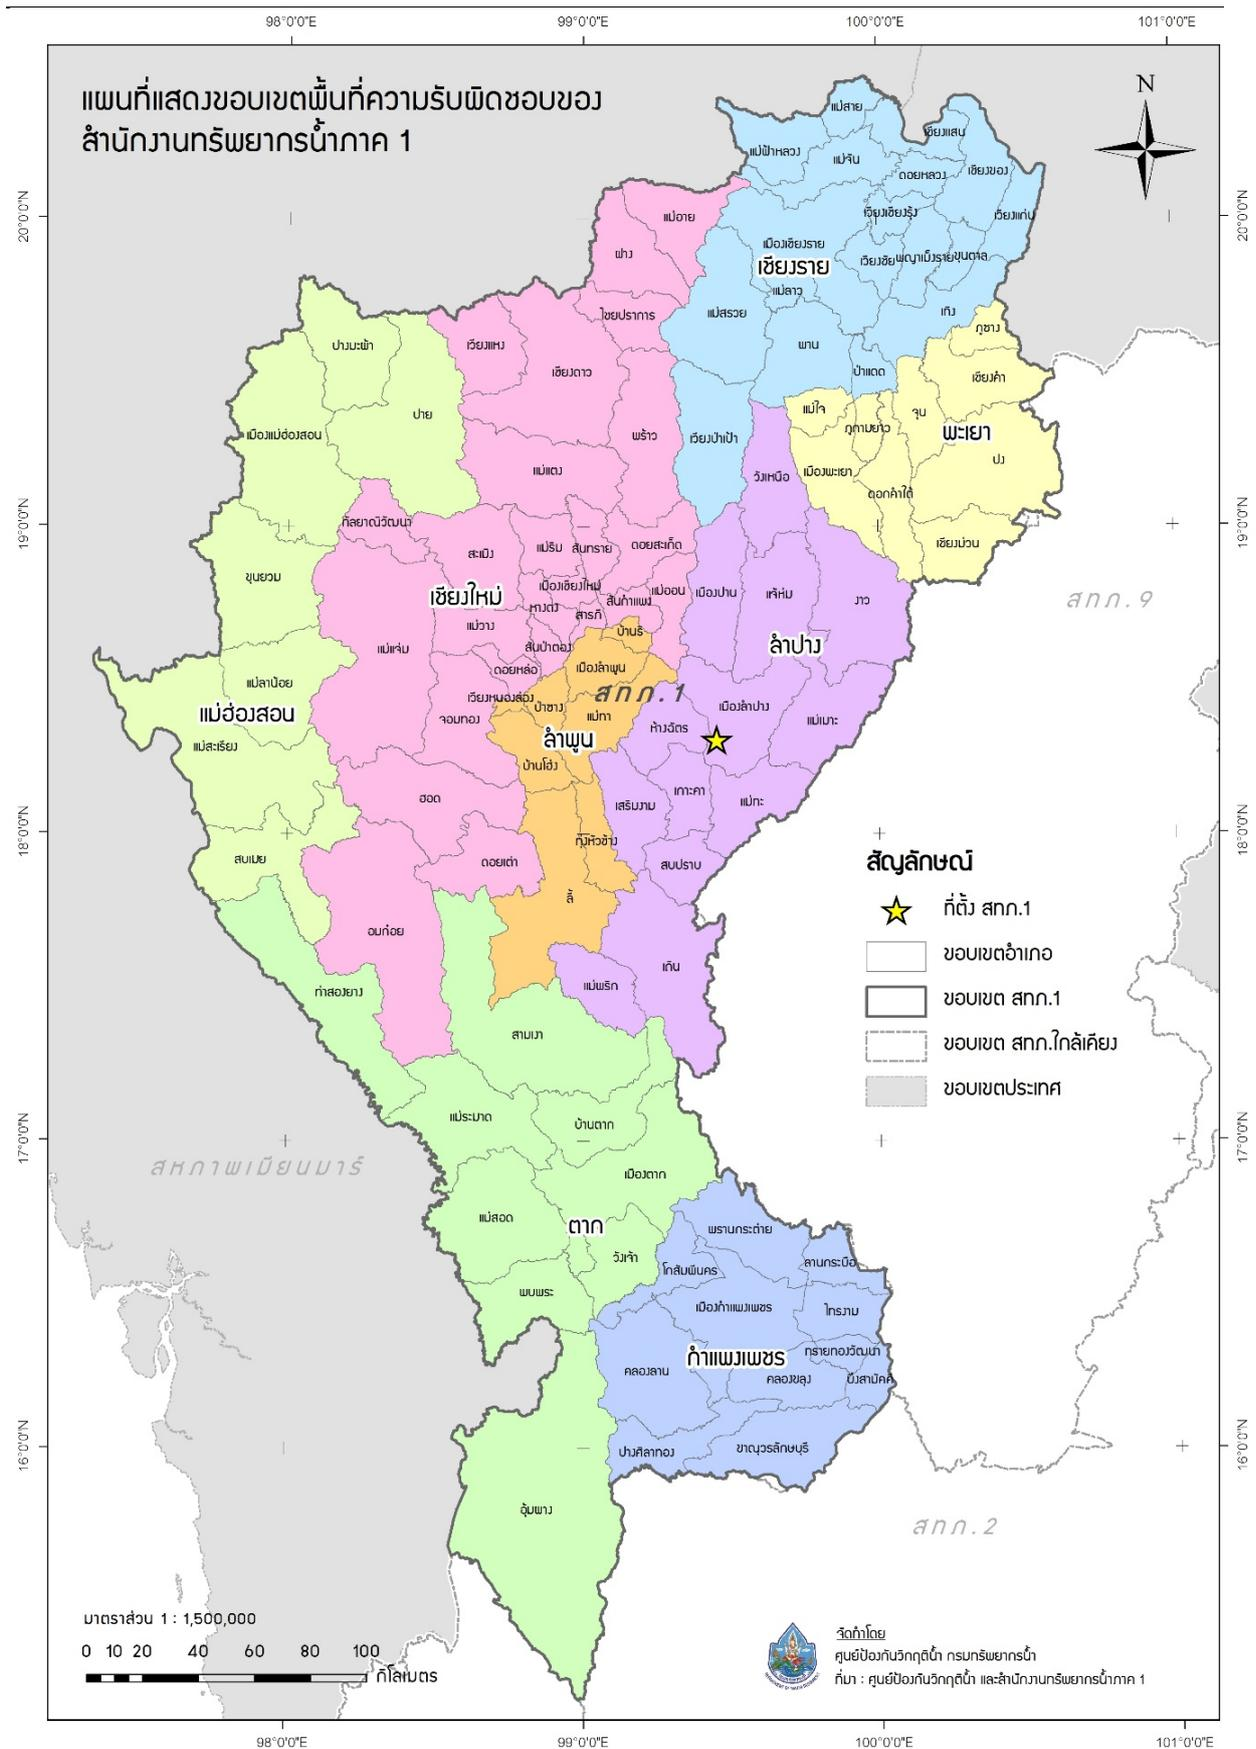 98°0'0"E
99°0'0"E
100°0'0"E
101°0'0"E
แผนที่แสดงขอบเขตพื้นที่ความรับผิดชอบของ
สำนักงานทรัพยากรน้ำภาค 1
N
20°0'0"N
20°0'0"N
19°0'0"N
19°0'0"N
18°0'0"N
18°0'0"N
17°0'0"N
17°0'0"N
16°0'0"N
16°0'0"N
แม่สาย
เชียงแสน
แม่ฟ้าหลวง
แม่จัน
ดอยหลวง
เชียงของ
เวียงเชียงรุ้ง
เวียงแก่น
เมืองเชียงราย
เชียงราย
เวียงชัย
พญาเม็งราย
ขุนตาล
แม่ลาว
แม่สรวย
เทิง
พาน
ป่าแดด
เวียงป่าเป้า
แม่อาย
ฝาง
ไชยปราการ
เวียงแหง
เชียงดาว
พร้าว
แม่แตง
กัลยาณิวัฒนา
สะเมิง
แม่ริม
สันทราย
ดอยสะเก็ด
เชียงใหม่
เมืองเชียงใหม่
แม่ออน
หางดง
สันกำแพง
สารภี
แม่วาง
สันป่าตอง
แม่แจ่ม
ดอยหล่อ
จอมทอง
ฮอด
ดอยเต่า
อมก๋อย
ปางมะผ้า
ปาย
เมืองแม่ฮ่องสอน
ขุนยวม
แม่ลาน้อย
แม่ฮ่องสอน
แม่สะเรียง
สบเมย
ภูซาง
เชียงคำ
แม่ใจ
จุน
ภูกามยาว
พะเยา
ปง
เมืองพะเยา
ดอกคำใต้
เชียงม่วน
วังเหนือ
เมืองปาน
แจ้ห่ม
งาว
ลำปาง
เมืองลำปาง
แม่เมาะ
ห้างฉัตร
เสริมงาม
เกาะคา
แม่ทะ
สบปราบ
เถิน
แม่พริก
บ้านธิ
เมืองลำพูน
สทภ.1
เวียงหนองล่อง
ป่าซาง
แม่ทา
ลำพูน
บ้านโฮ่ง
ทุ่งหัวช้าง
ลี้
ท่าสองยาง
สามเงา
แม่ระมาด
บ้านตาก
เมืองตาก
แม่สอด
ตาก
วังเจ้า
พบพระ
อุ้มผาง
พรานกระต่าย
ลานกระบือ
โกสัมพีนคร
เมืองกำแพงเพชร
ไทรงาม
กำแพงเพชร
ทรายทองวัฒนา
คลองลาน
คลองขลุง
บึงสามัคคี
ปางศิลาทอง
ขาณุวรลักษบุรี
สทภ.9
สทภ.2
สหภาพเมียนมาร์
สัญลักษณ์
ที่ตั้ง สทภ.1
ขอบเขตอำเภอ
ขอบเขต สทภ.1
ขอบเขต สทภ.ใกล้เคียง
ขอบเขตประเทศ
มาตราส่วน 1 : 1,500,000
0 10 20 40 60 80 100
กิโลเมตร
จัดทำโดย
ศูนย์ป้องกันวิกฤติน้ำ กรมทรัพยากรน้ำ
ที่มา : ศูนย์ป้องกันวิกฤติน้ำ และสำนักงานทรัพยากรน้ำภาค 1
98°0'0"E
99°0'0"E
100°0'0"E
101°0'0"E